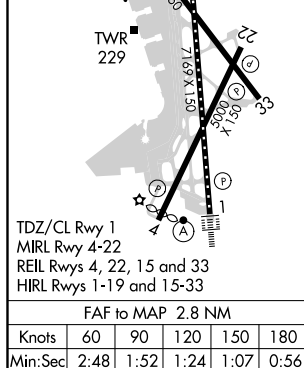 TWR
229
7169 X 150
22
P
P
5000
X 150
33
P
P
1
4
A
TDZ/CL Rwy 1
MIRL Rwy 4-22
REIL Rwys 4, 22, 15 and 33
HIRL Rwys 1-19 and 15-33
FAF to MAP 2.8 NM
Knots 60 90 120 150 180
Min:Sec 2:48 1:52 1:24 1:07 0:56